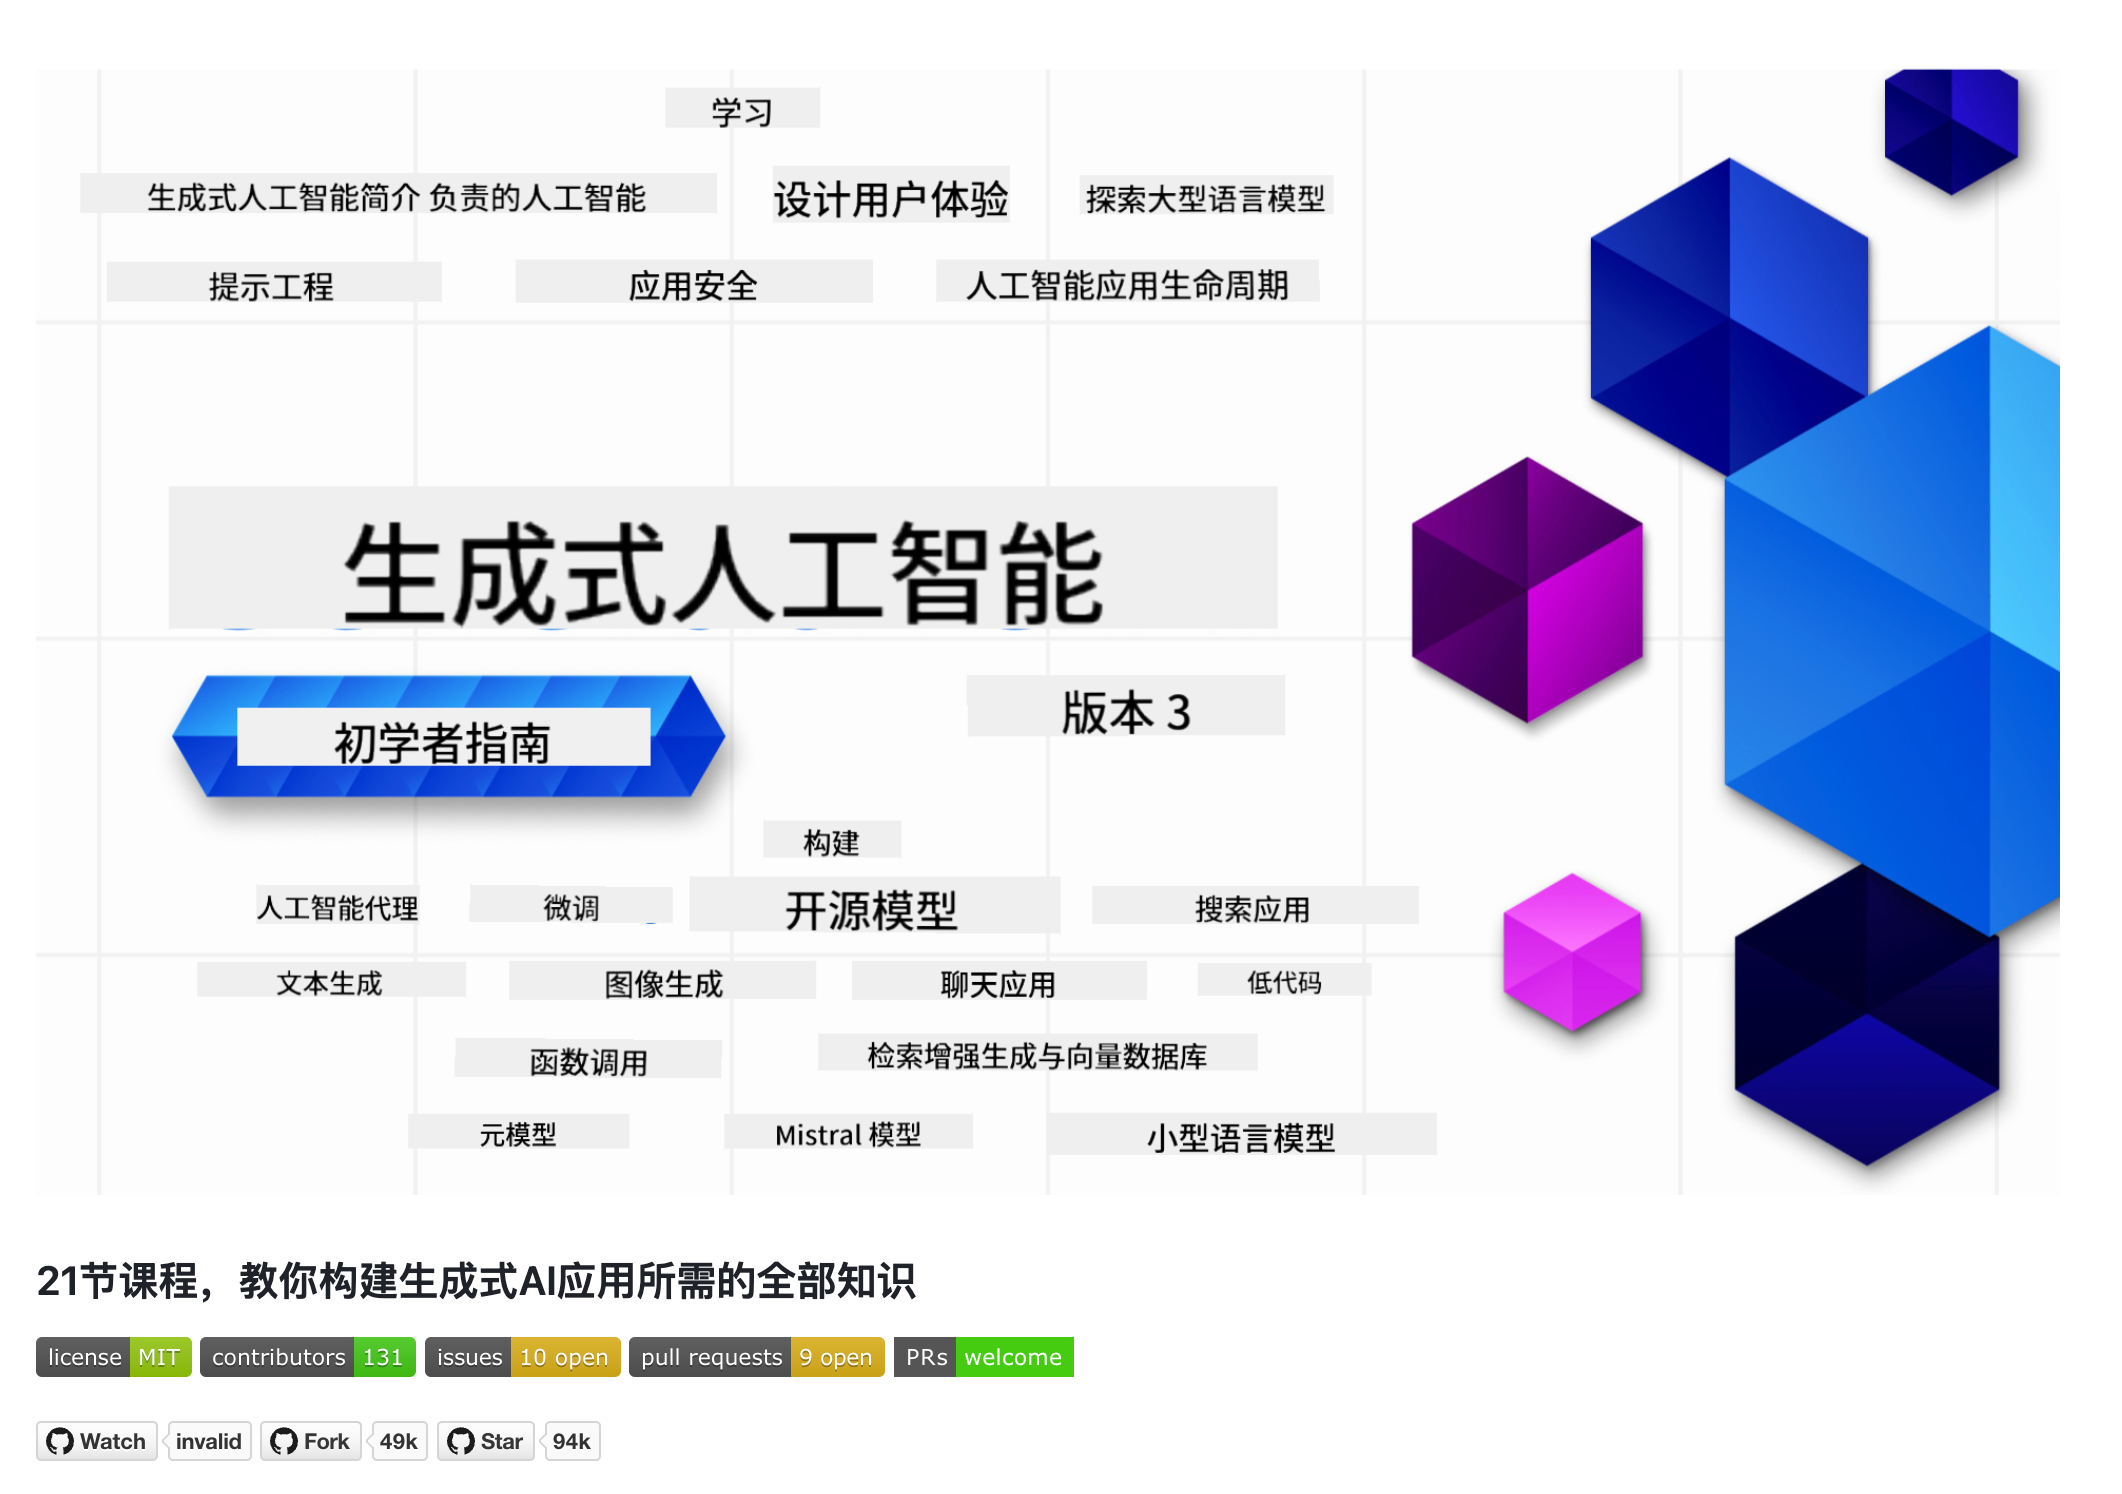 学习
生成式人工智能简介 负责的人工智能 设计用户体验 探索大型语言模型
提示工程 应用安全 人工智能应用生命周期
生成式人工智能
初学者指南 版本 3
构建
人工智能代理 微调 开源模型 搜索应用
文本生成 图像生成 聊天应用 低代码
函数调用 检索增强生成与向量数据库
元模型 Mistral 模型 小型语言模型
21节课程，教你构建生成式AI应用所需的全部知识
license MIT contributors 131 issues 10 open pull requests 9 open PRs welcome
Watch invalid Fork 49k Star 94k